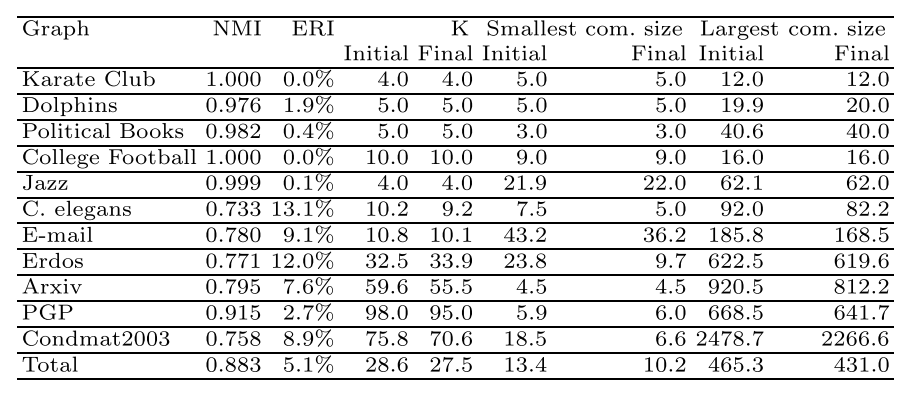 Graph NMI ERI K Smallest com. size Largest com. size
Initial Final Initial Final Initial Final
Karate Club 1.000 0.0% 4.0 4.0 5.0 5.0 12.0 12.0
Dolphins 0.976 1.9% 5.0 5.0 5.0 5.0 19.9 20.0
Political Books 0.982 0.4% 5.0 5.0 3.0 3.0 40.6 40.0
College Football 1.000 0.0% 10.0 10.0 9.0 9.0 16.0 16.0
Jazz 0.999 0.1% 4.0 4.0 21.9 22.0 62.1 62.0
C. elegans 0.733 13.1% 10.2 9.2 7.5 5.0 92.0 82.2
E-mail 0.780 9.1% 10.8 10.1 43.2 36.2 185.8 168.5
Erdos 0.771 12.0% 32.5 33.9 23.8 9.7 622.5 619.6
Arxiv 0.795 7.6% 59.6 55.5 4.5 4.5 920.5 812.2
PGP 0.915 2.7% 98.0 95.0 5.9 6.0 668.5 641.7
Condmat2003 0.758 8.9% 75.8 70.6 18.5 6.6 2478.7 2266.6
Total 0.883 5.1% 28.6 27.5 13.4 10.2 465.3 431.0